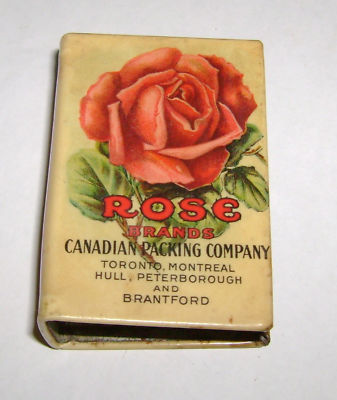 ROSE
BRANDS
CANADIAN PACKING COMPANY
TORONTO, MONTREAL
HULL, PETERBOROUGH
AND
BRANTFORD